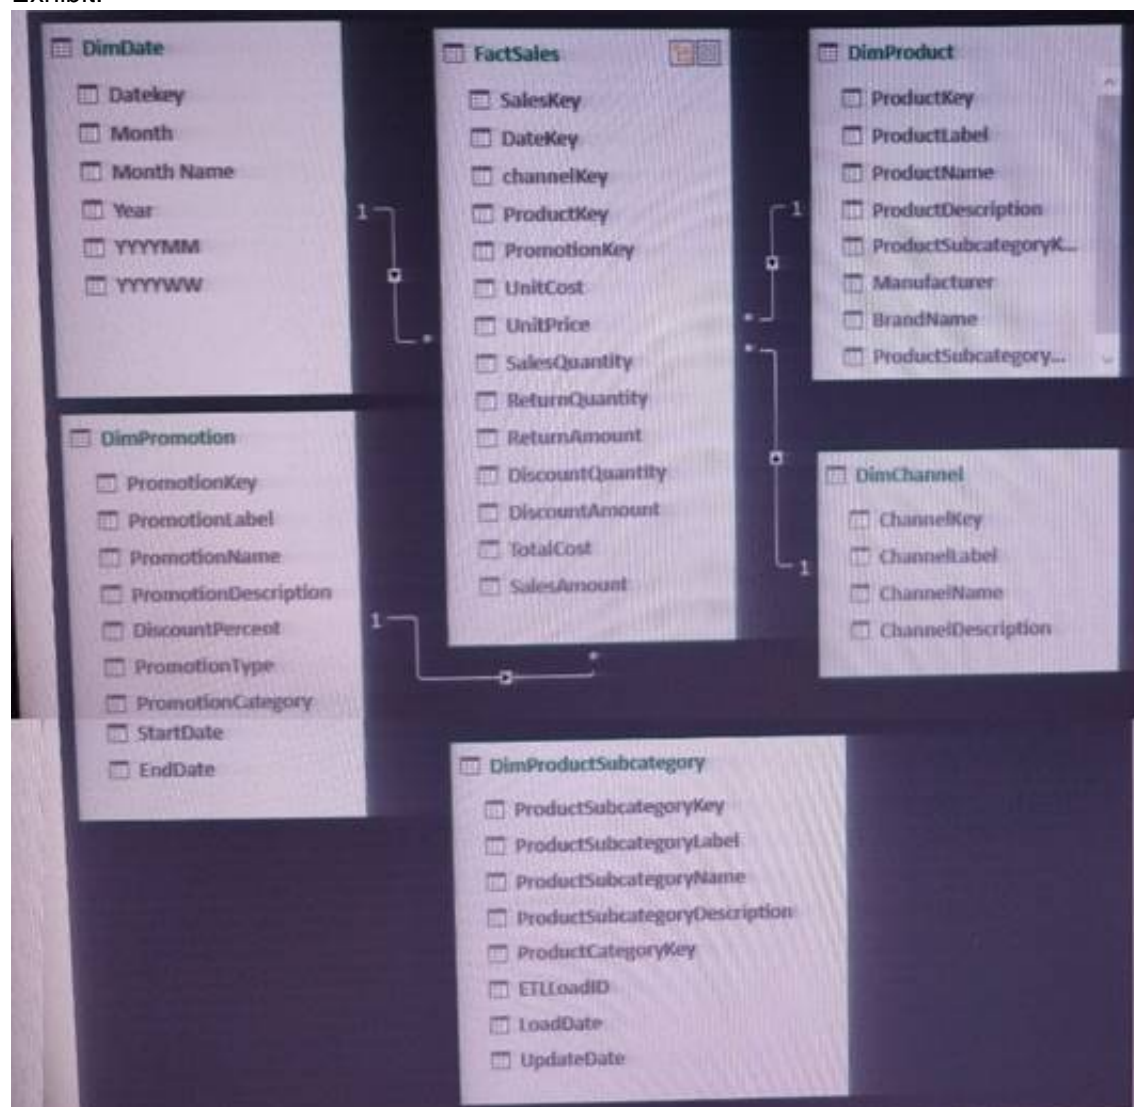 DimDate
Datekey
Month
Month Name
Year
YYYYMM
YYYYWW
FactSales
SalesKey
DateKey
channelKey
ProductKey
PromotionKey
UnitCost
UnitPrice
SalesQuantity
ReturnQuantity
ReturnAmount
DiscountQuantity
DiscountAmount
TotalCost
SalesAmount
DimProduct
ProductKey
ProductLabel
ProductName
ProductDescription
ProductSubcategoryK...
Manufacturer
BrandName
ProductSubcategory...
1
*
1
*
*
1
DimPromotion
PromotionKey
PromotionLabel
PromotionName
PromotionDescription
DiscountPercent
PromotionType
PromotionCategory
StartDate
EndDate
1
*
DimChannel
ChannelKey
ChannelLabel
ChannelName
ChannelDescription
DimProductSubcategory
ProductSubcategoryKey
ProductSubcategoryLabel
ProductSubcategoryName
ProductSubcategoryDescription
ProductCategoryKey
ETLLoadID
LoadDate
UpdateDate